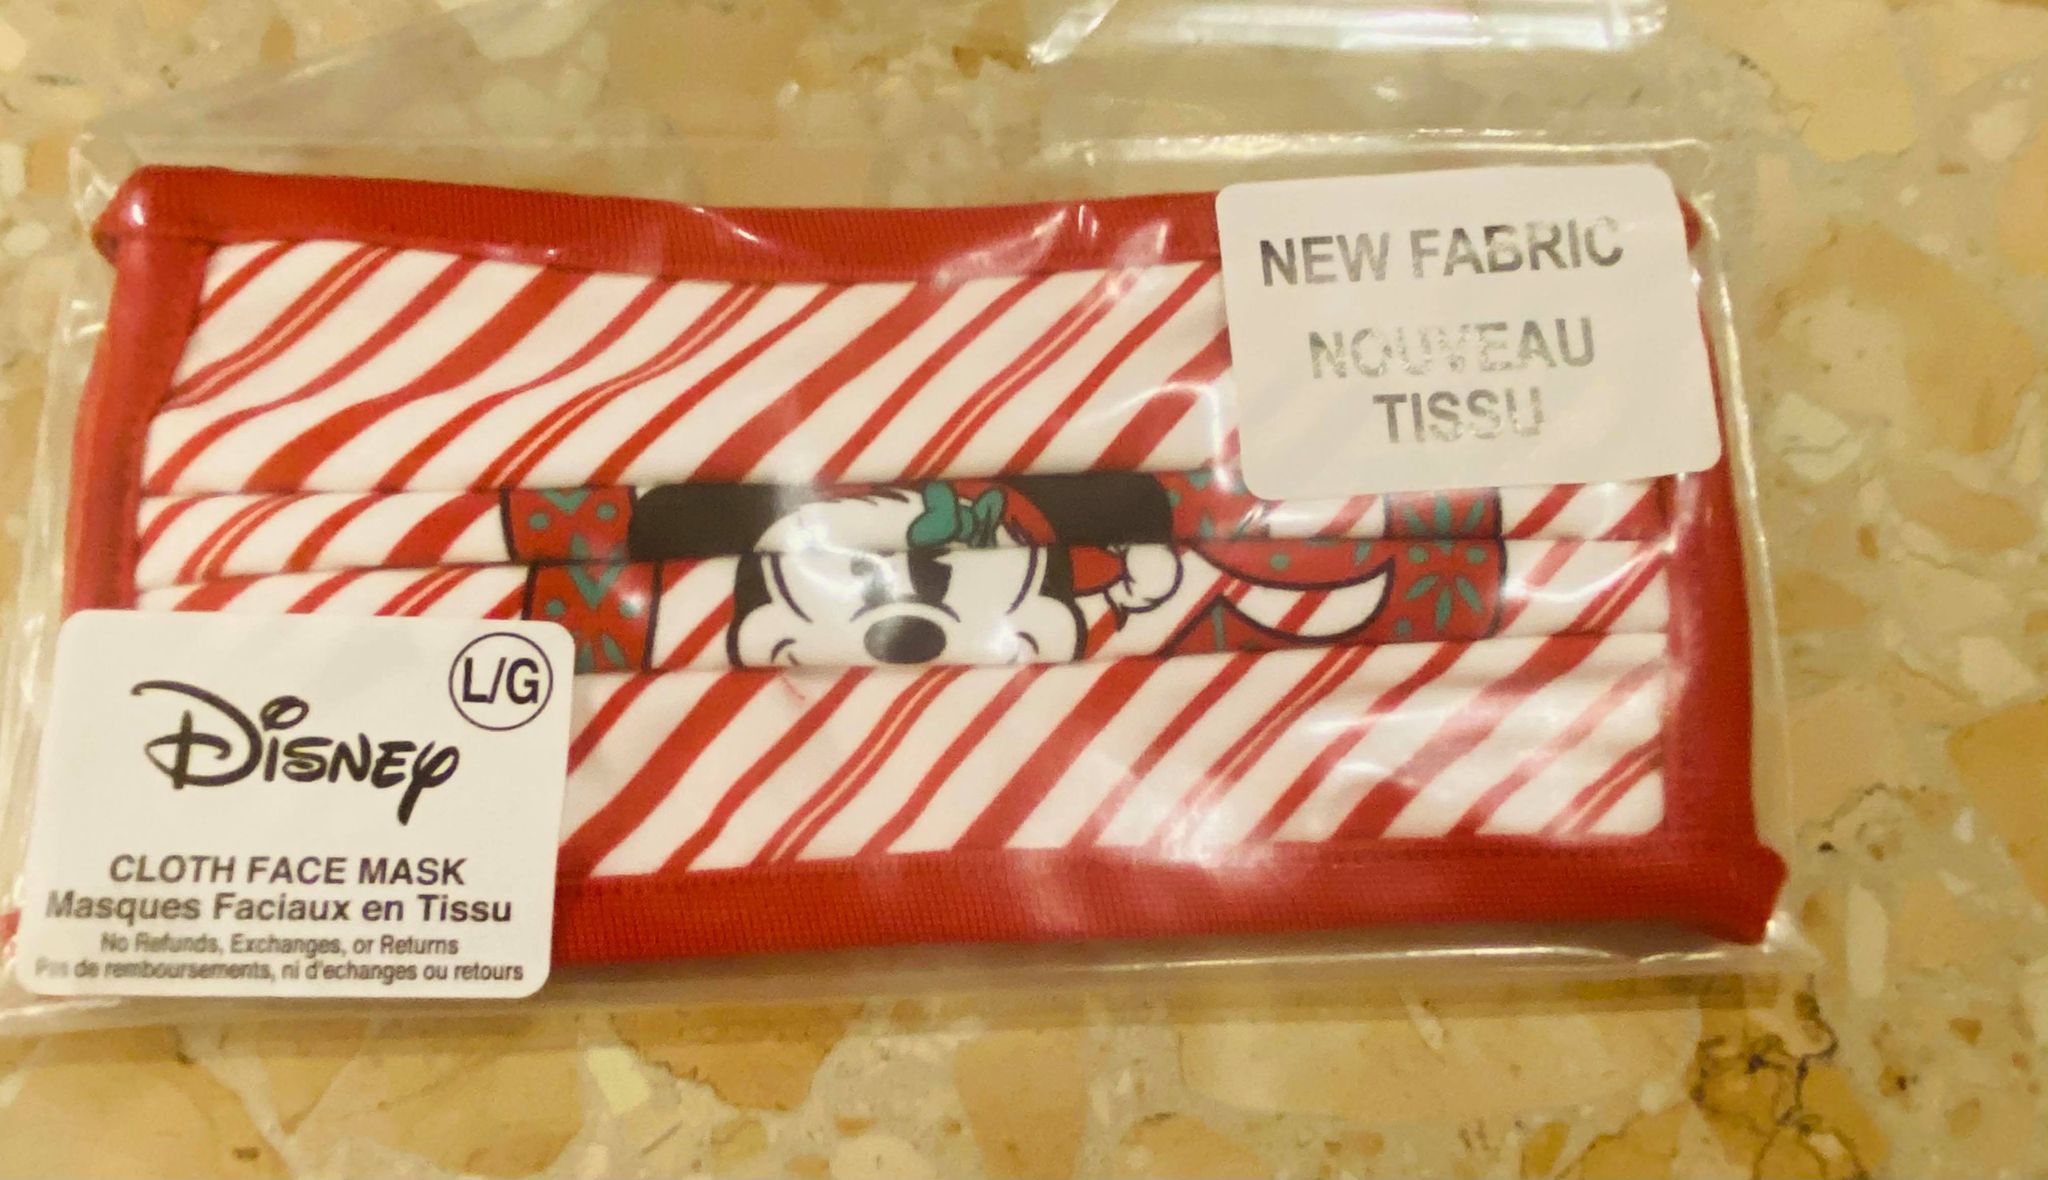 NEW FABRIC
NOUVEAU
TISSU
L/G
Disney
CLOTH FACE MASK
Masques Faciaux en Tissu
No Refunds, Exchanges, or Returns
Pas de remboursements, ni d'echanges ou retours